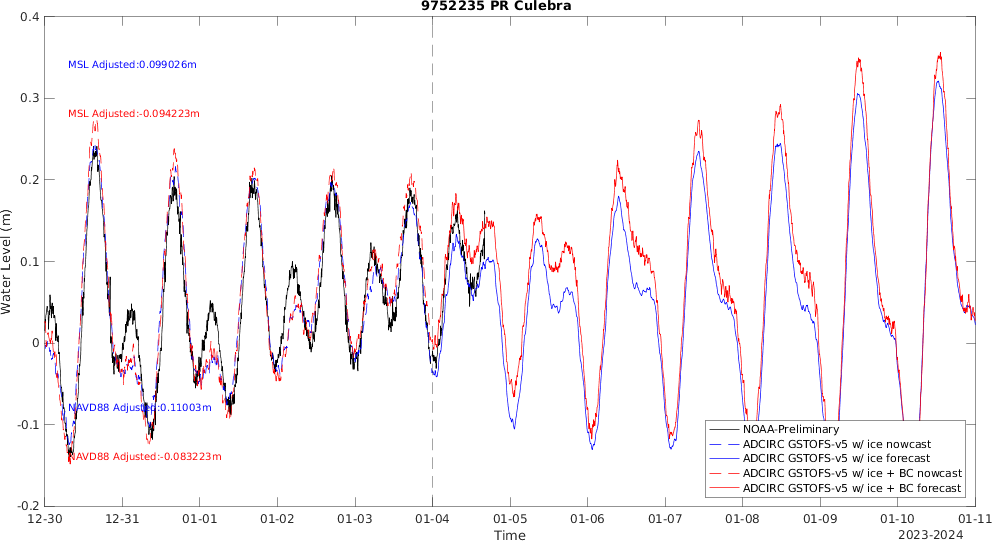 9752235 PR Culebra
Water Level (m)
0.4
0.3
0.2
0.1
0
-0.1
-0.2
MSL Adjusted:0.099026m
MSL Adjusted:-0.094223m
NAVD88 Adjusted:0.11003m
NAVD88 Adjusted:-0.083223m
NOAA-Preliminary
ADCIRC GSTOFS-v5 w/ ice nowcast
ADCIRC GSTOFS-v5 w/ ice forecast
ADCIRC GSTOFS-v5 w/ ice + BC nowcast
ADCIRC GSTOFS-v5 w/ ice + BC forecast
12-30 12-31 01-01 01-02 01-03 01-04 01-05 01-06 01-07 01-08 01-09 01-10 01-11
Time
2023-2024